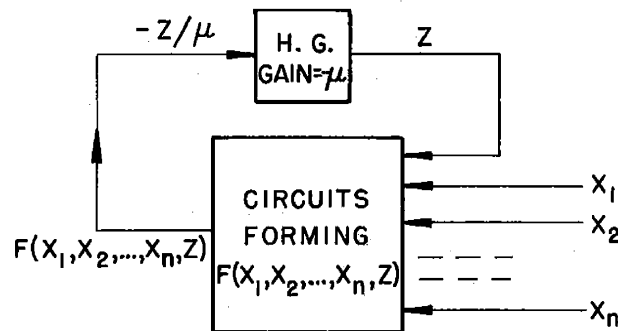 -Z/μ
H. G.
GAIN=μ
Z
CIRCUITS
FORMING
F(X₁,X₂,...,Xₙ,Z)
F(X₁,X₂,...,Xₙ,Z)
X₁
X₂
Xₙ